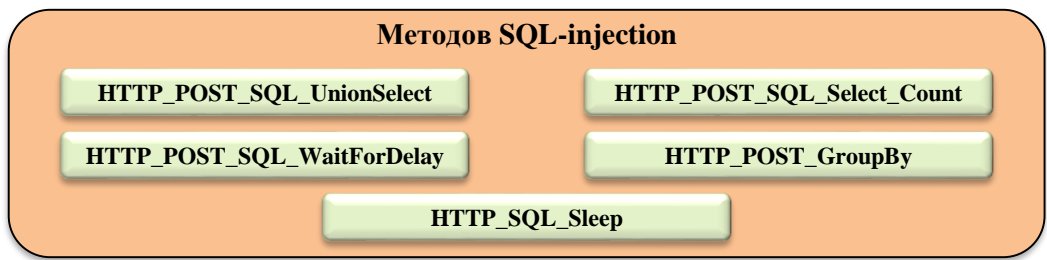 Методов SQL-injection
HTTP_POST_SQL_UnionSelect
HTTP_POST_SQL_Select_Count
HTTP_POST_SQL_WaitForDelay
HTTP_POST_GroupBy
HTTP_SQL_Sleep